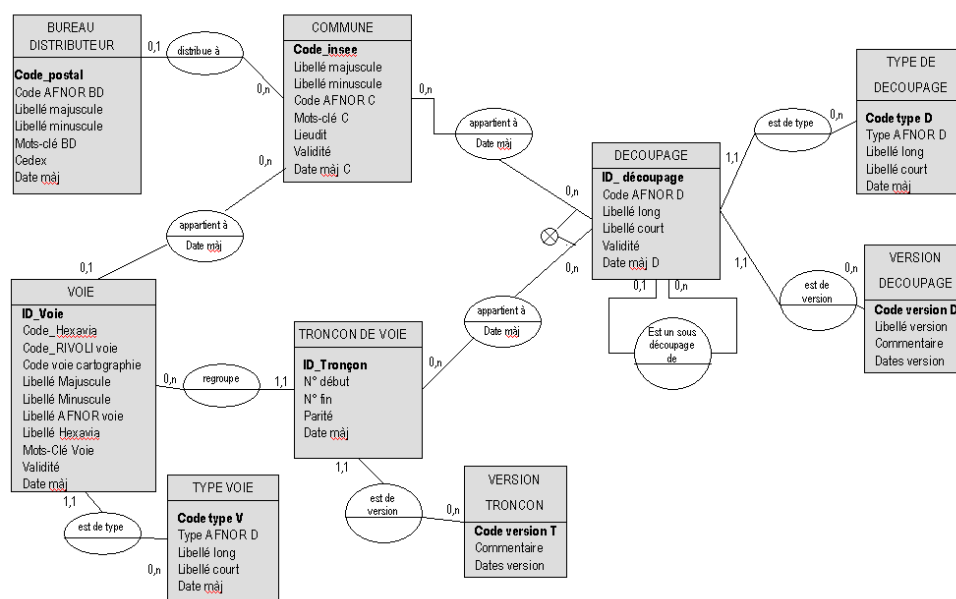 BUREAU
DISTRIBUTEUR
Code_postal
Code AFNOR BD
Libellé majuscule
Libellé minuscule
Mots-clé BD
Cedex
Date màj
0,1
distribue à
0,n
COMMUNE
Code_insee
Libellé majuscule
Libellé minuscule
Code AFNOR C
Mots-clé C
Lieudit
Validité
Date màj C
0,n
appartient à
Date màj
0,n
0,n
appartient à
Date màj
0,1
DECOUPAGE
ID_ découpage
Code AFNOR D
Libellé long
Libellé court
Validité
Date màj D
0,1
0,n
Est un sous
découpage
de
1,1
est de type
0,n
TYPE DE
DECOUPAGE
Code type D
Type AFNOR D
Libellé long
Libellé court
Date màj
1,1
est de
version
0,n
VERSION
DECOUPAGE
Code version D
Libellé version
Commentaire
Dates version
VOIE
ID_Voie
Code_Hexavia
Code_RIVOLI voie
Code voie cartographie
Libellé Majuscule
Libellé Minuscule
Libellé AFNOR voie
Libellé Hexavia
Mots-Clé Voie
Validité
Date màj
0,n
regroupe
1,1
TRONCON DE VOIE
ID_Tronçon
N° début
N° fin
Parité
Date màj
0,n
appartient à
Date màj
0,n
1,1
est de
version
0,n
VERSION
TRONCON
Code version T
Commentaire
Dates version
1,1
est de type
0,n
TYPE VOIE
Code type V
Type AFNOR D
Libellé long
Libellé court
Date màj